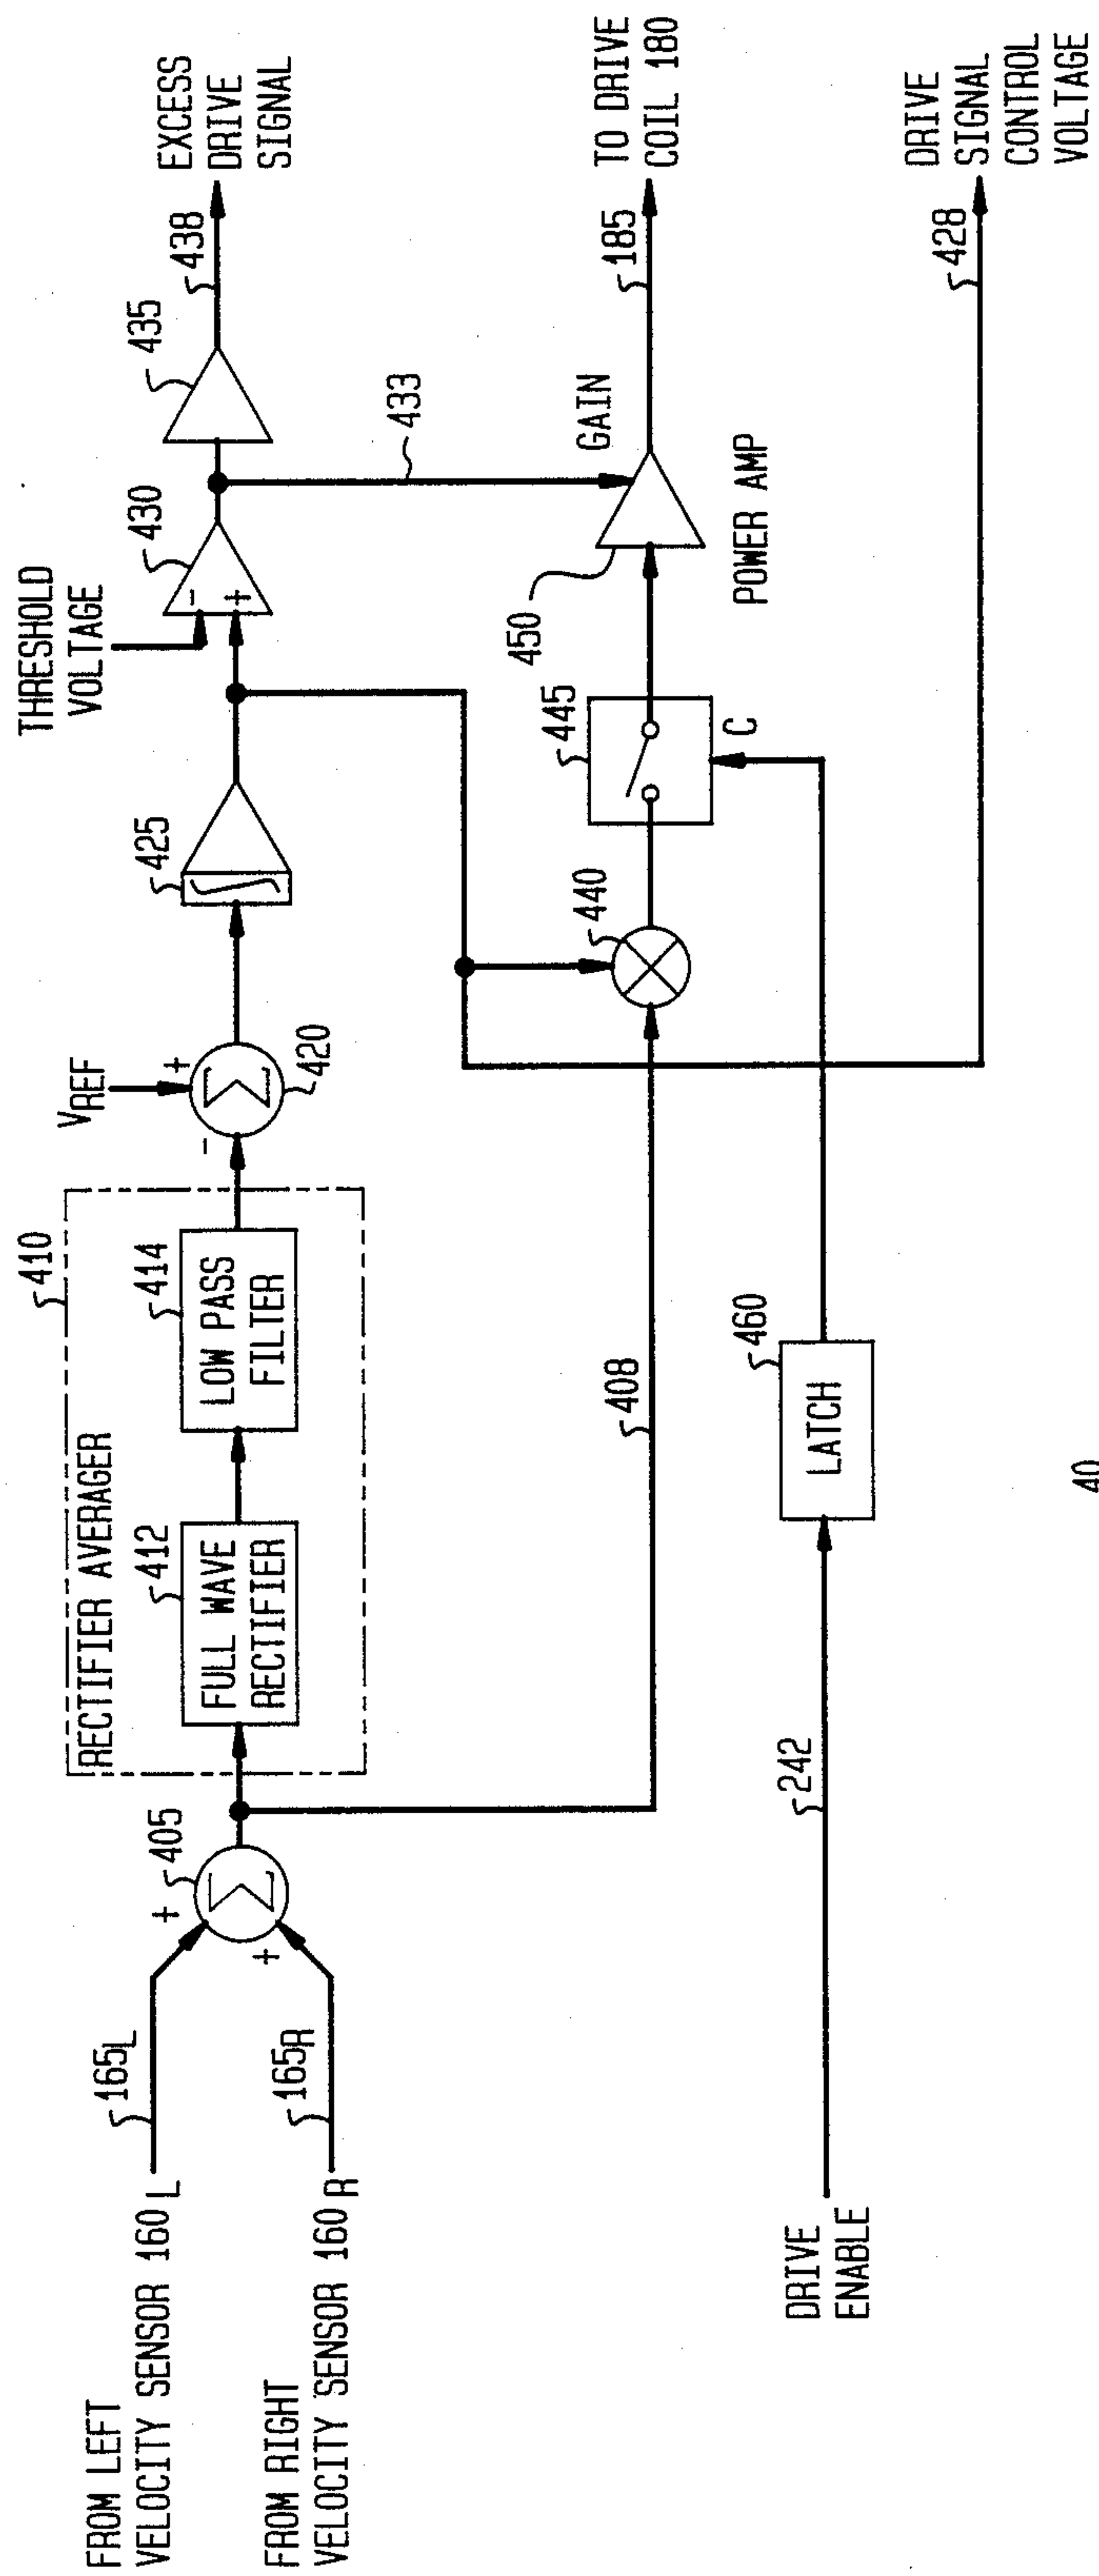 FROM LEFT
VELOCITY SENSOR 160L
165L
FROM RIGHT
VELOCITY SENSOR 160R
165R
+
+
405
RECTIFIER AVERAGER
410
FULL WAVE
RECTIFIER
412
LOW PASS
FILTER
414
VREF
+
-
420
425
THRESHOLD
VOLTAGE
-
+
430
435
438
EXCESS
DRIVE
SIGNAL
433
408
440
445
C
450
GAIN
POWER AMP
185
TO DRIVE
COIL 180
DRIVE
ENABLE
242
LATCH
460
428
DRIVE
SIGNAL
CONTROL
VOLTAGE
40